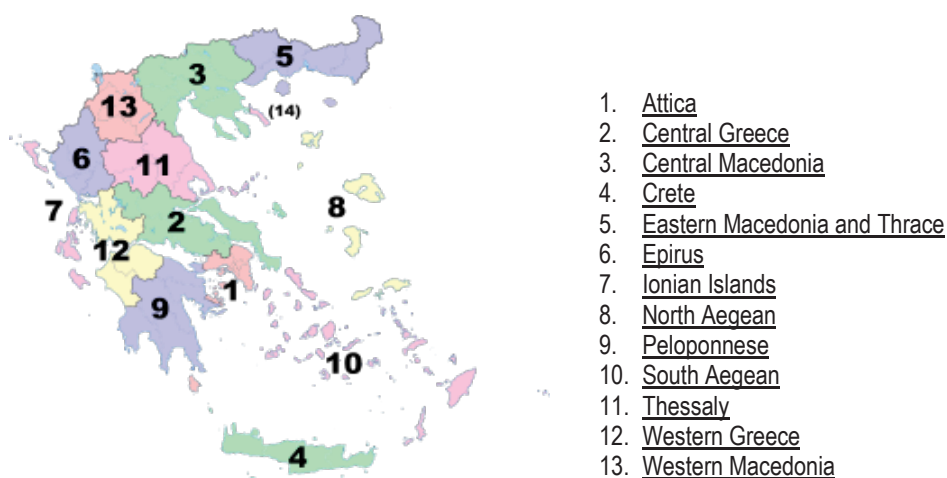 5
3
(14)
13
6
11
7
8
2
12
1
9
10
4
1. Attica
2. Central Greece
3. Central Macedonia
4. Crete
5. Eastern Macedonia and Thrace
6. Epirus
7. Ionian Islands
8. North Aegean
9. Peloponnese
10. South Aegean
11. Thessaly
12. Western Greece
13. Western Macedonia